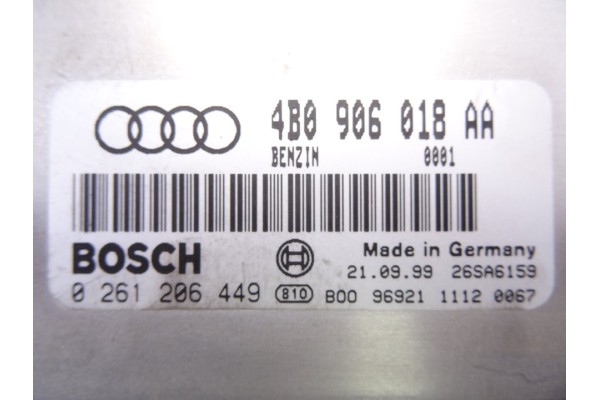 4B0 906 018 AA
BENZIN 0001
BOSCH
Made in Germany
21.09.99 26SA6159
0 261 206 449 810 B00 96921 1112 0067